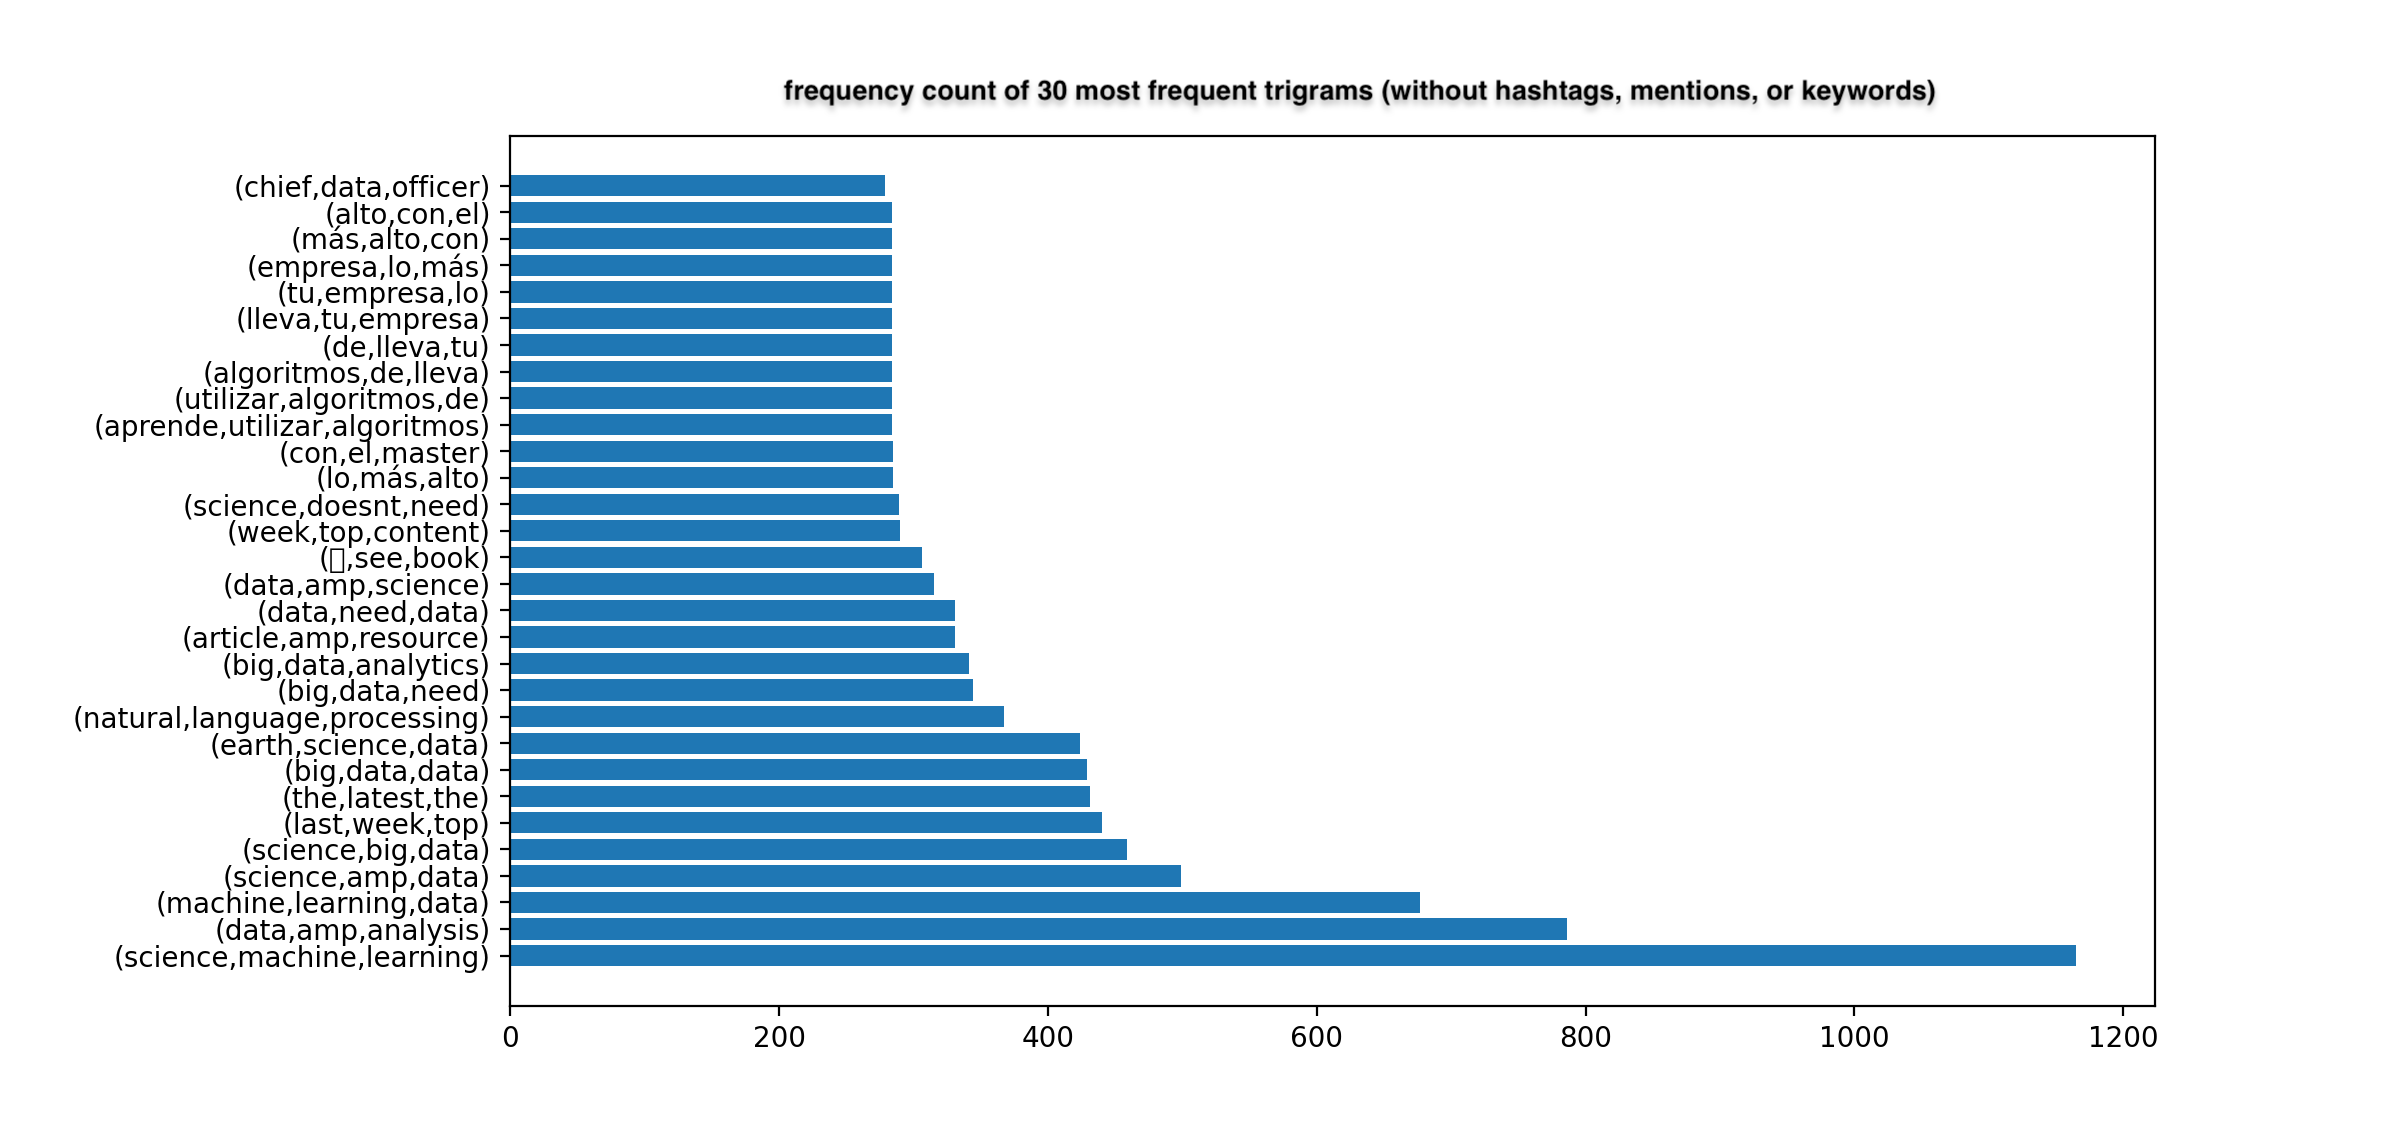 frequency count of 30 most frequent trigrams (without hashtags, mentions, or keywords)
(chief,data,officer)
(alto,con,el)
(más,alto,con)
(empresa,lo,más)
(tu,empresa,lo)
(lleva,tu,empresa)
(de,lleva,tu)
(algoritmos,de,lleva)
(utilizar,algoritmos,de)
(aprende,utilizar,algoritmos)
(con,el,master)
(lo,más,alto)
(science,doesnt,need)
(week,top,content)
(▯,see,book)
(data,amp,science)
(data,need,data)
(article,amp,resource)
(big,data,analytics)
(big,data,need)
(natural,language,processing)
(earth,science,data)
(big,data,data)
(the,latest,the)
(last,week,top)
(science,big,data)
(science,amp,data)
(machine,learning,data)
(data,amp,analysis)
(science,machine,learning)
0 200 400 600 800 1000 1200